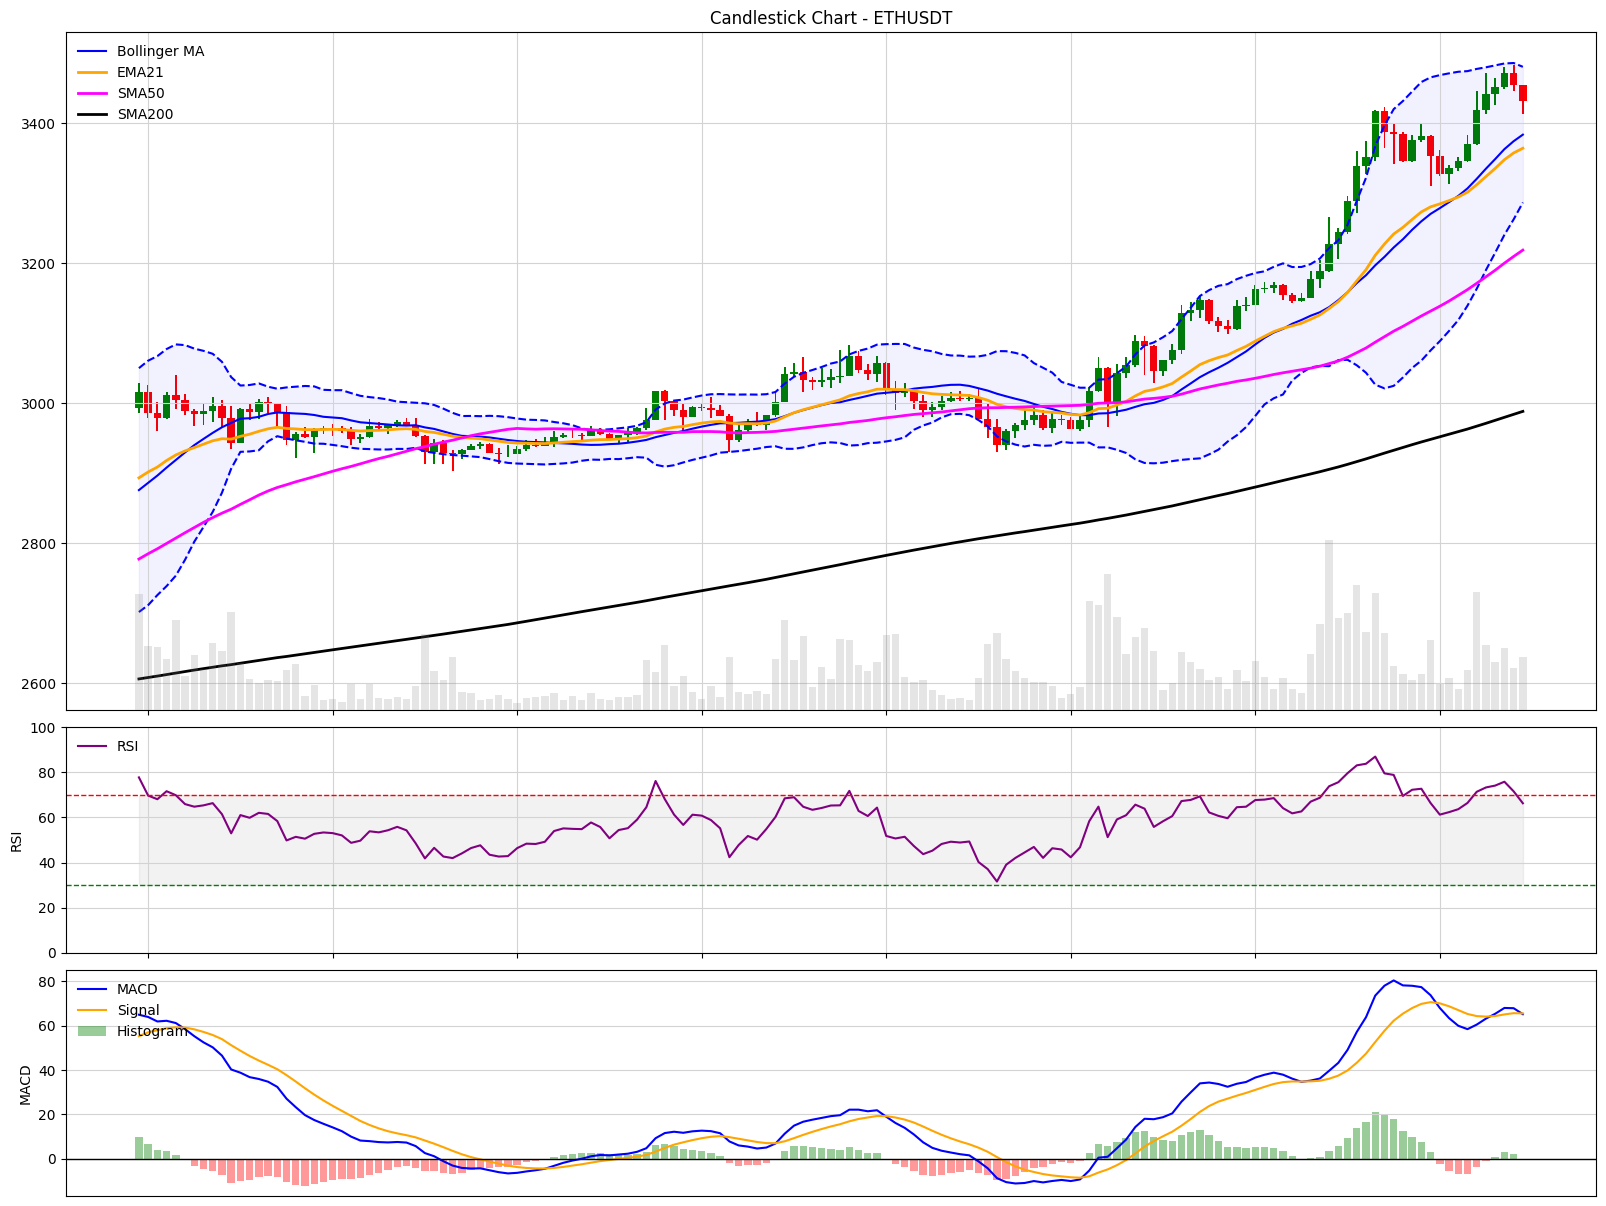 Candlestick Chart - ETHUSDT
Bollinger MA
EMA21
SMA50
SMA200
3400
3200
3000
2800
2600
RSI
100
80
60
40
20
0
RSI
MACD
Signal
Histogram
80
60
40
20
0
MACD